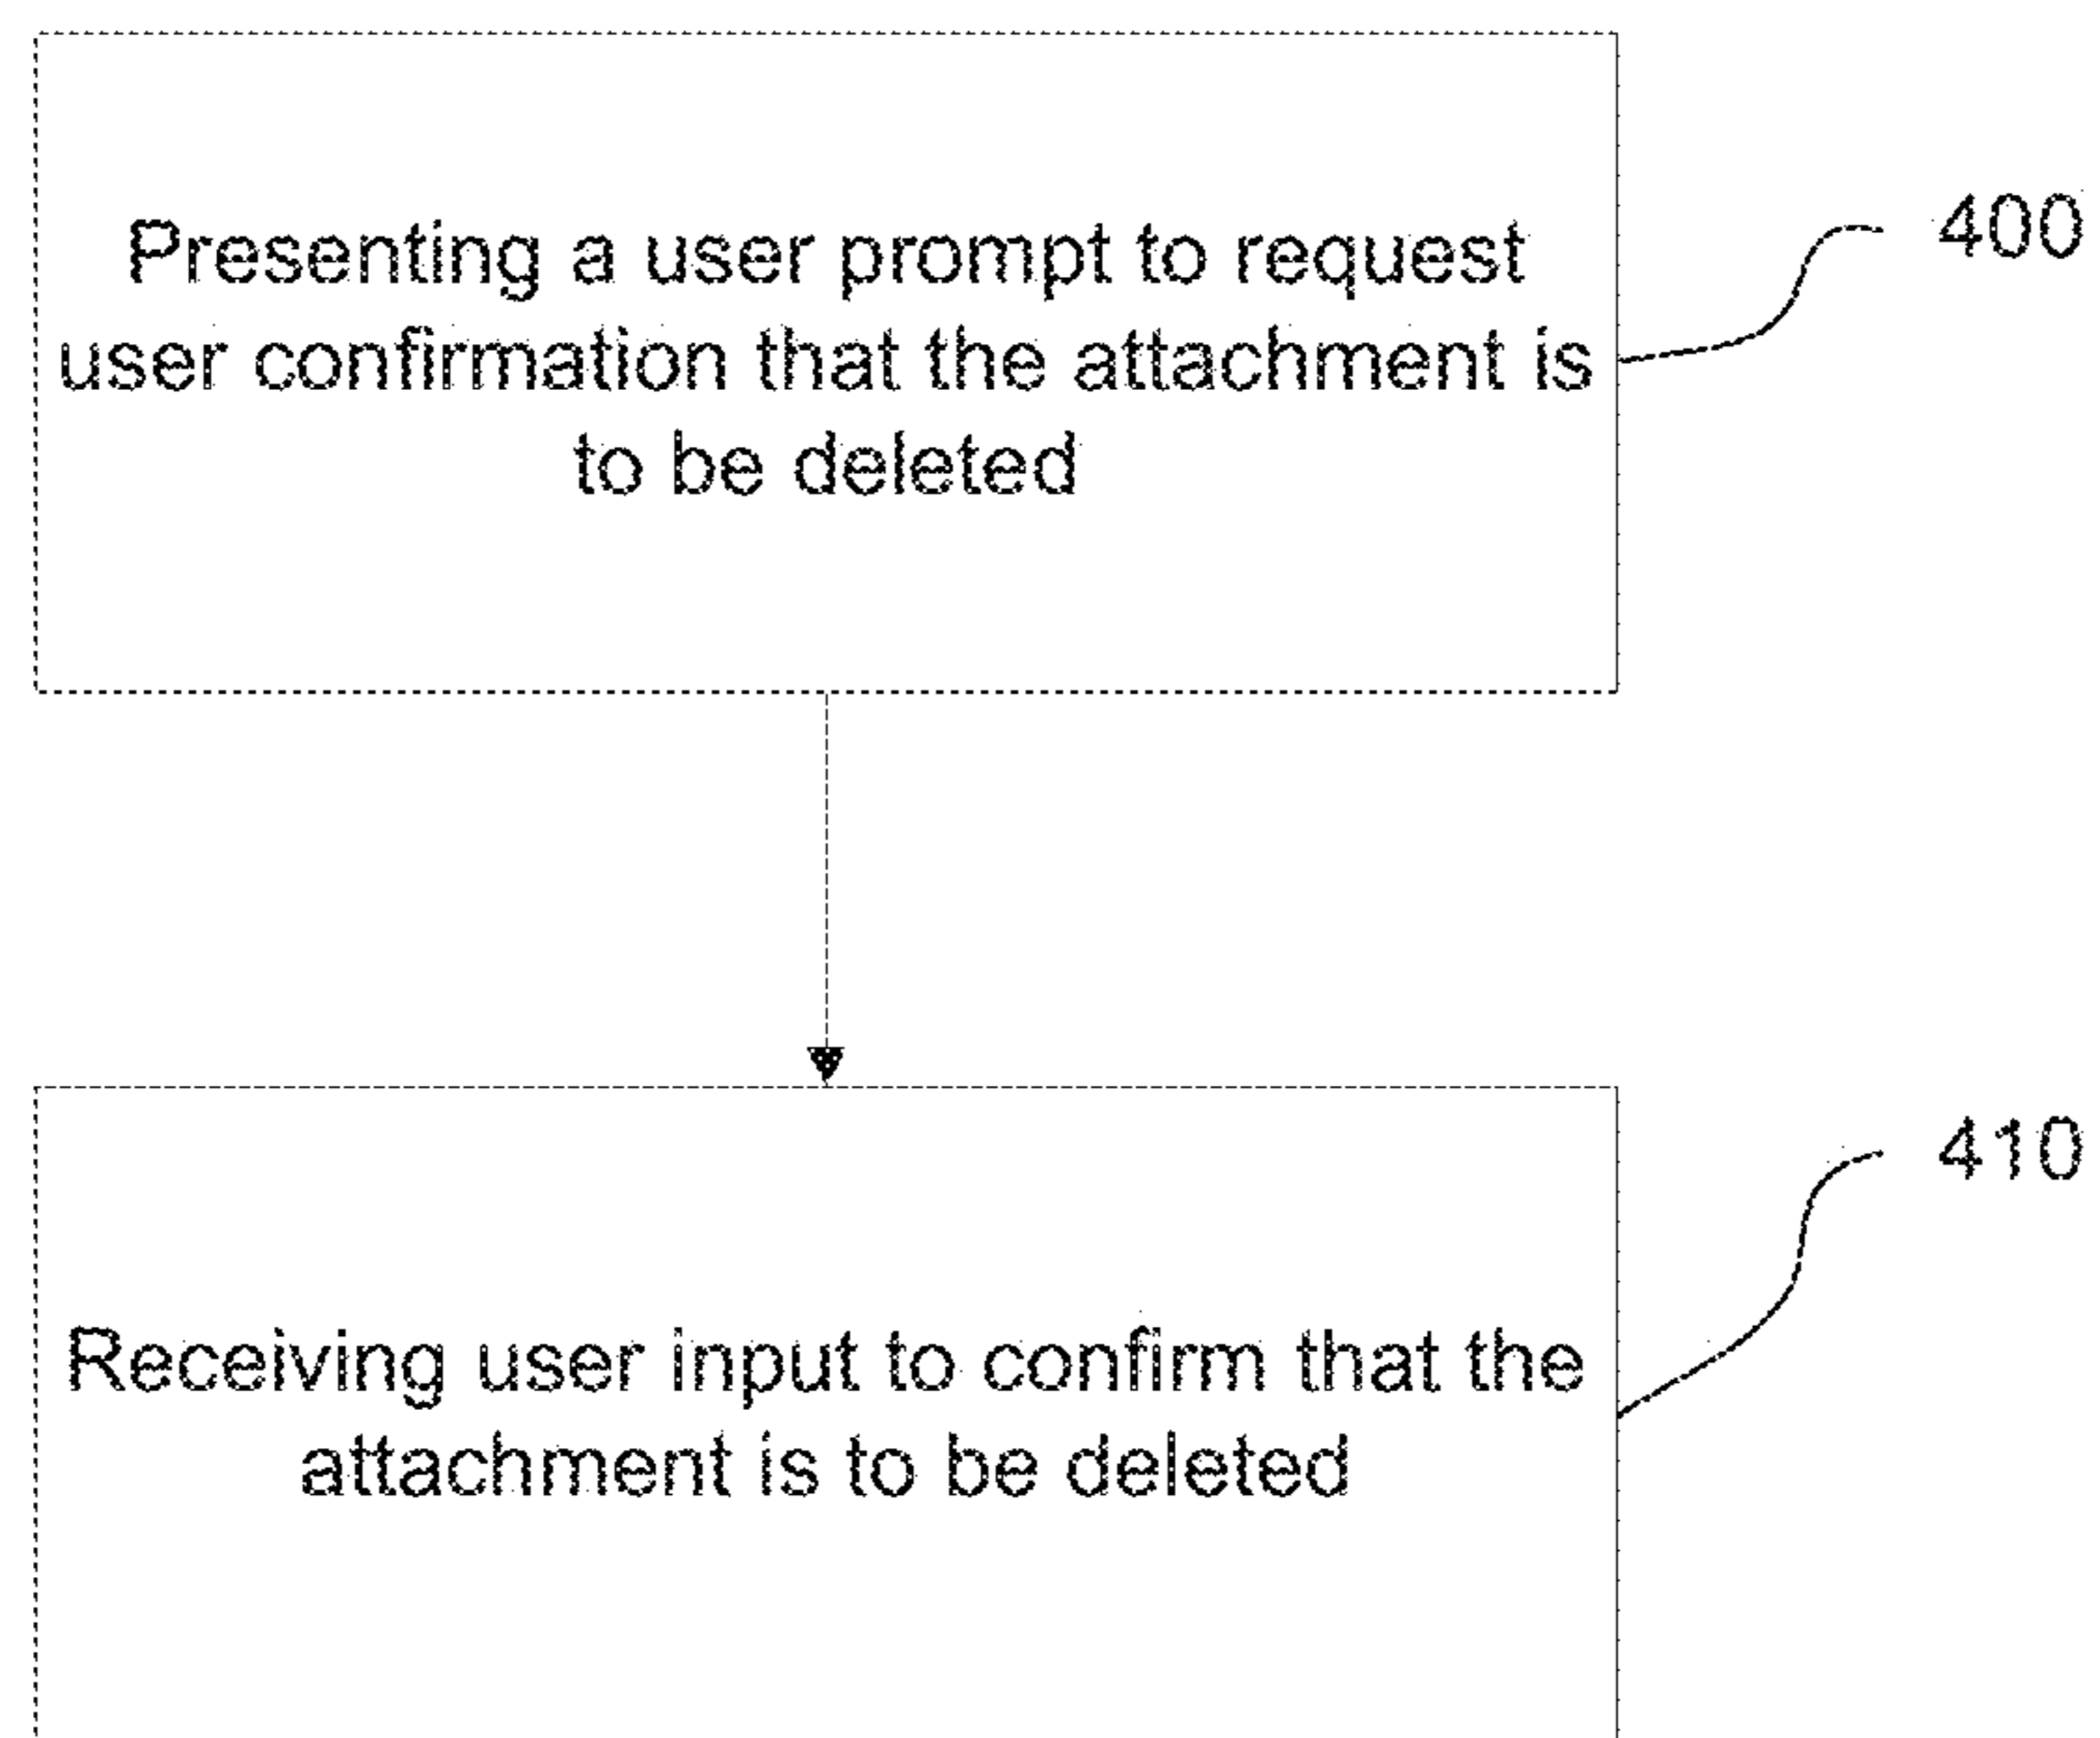 Presenting a user prompt to request
user confirmation that the attachment is
to be deleted
400
Receiving user input to confirm that the
attachment is to be deleted
410